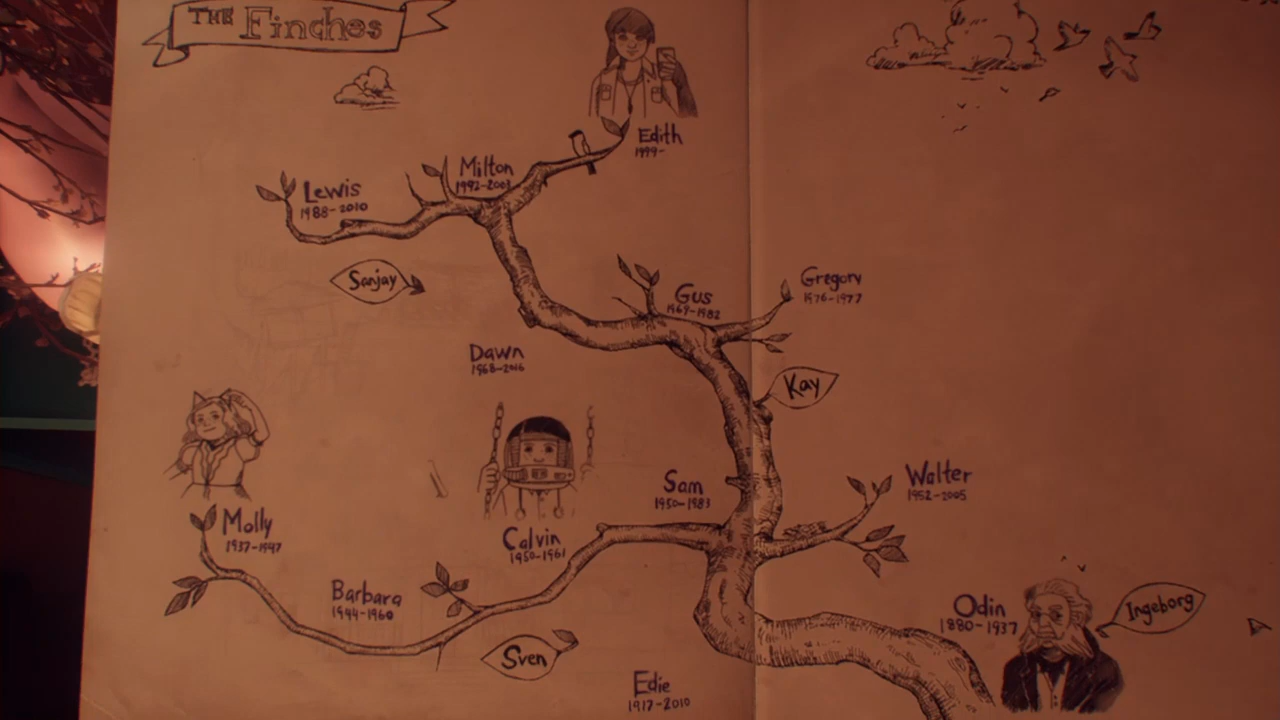 THE Finches
Edith
1999-
Milton
1992-2003
Lewis
1988-2010
Sanjay
Gregory
1976-1977
Gus
1969-1982
Dawn
1968-2016
Kay
Walter
1952-2005
Sam
1950-1983
Calvin
1950-1961
Molly
1937-1947
Barbara
1944-1960
Sven
Odin
1880-1937
Ingeborg
Edie
1917-2010